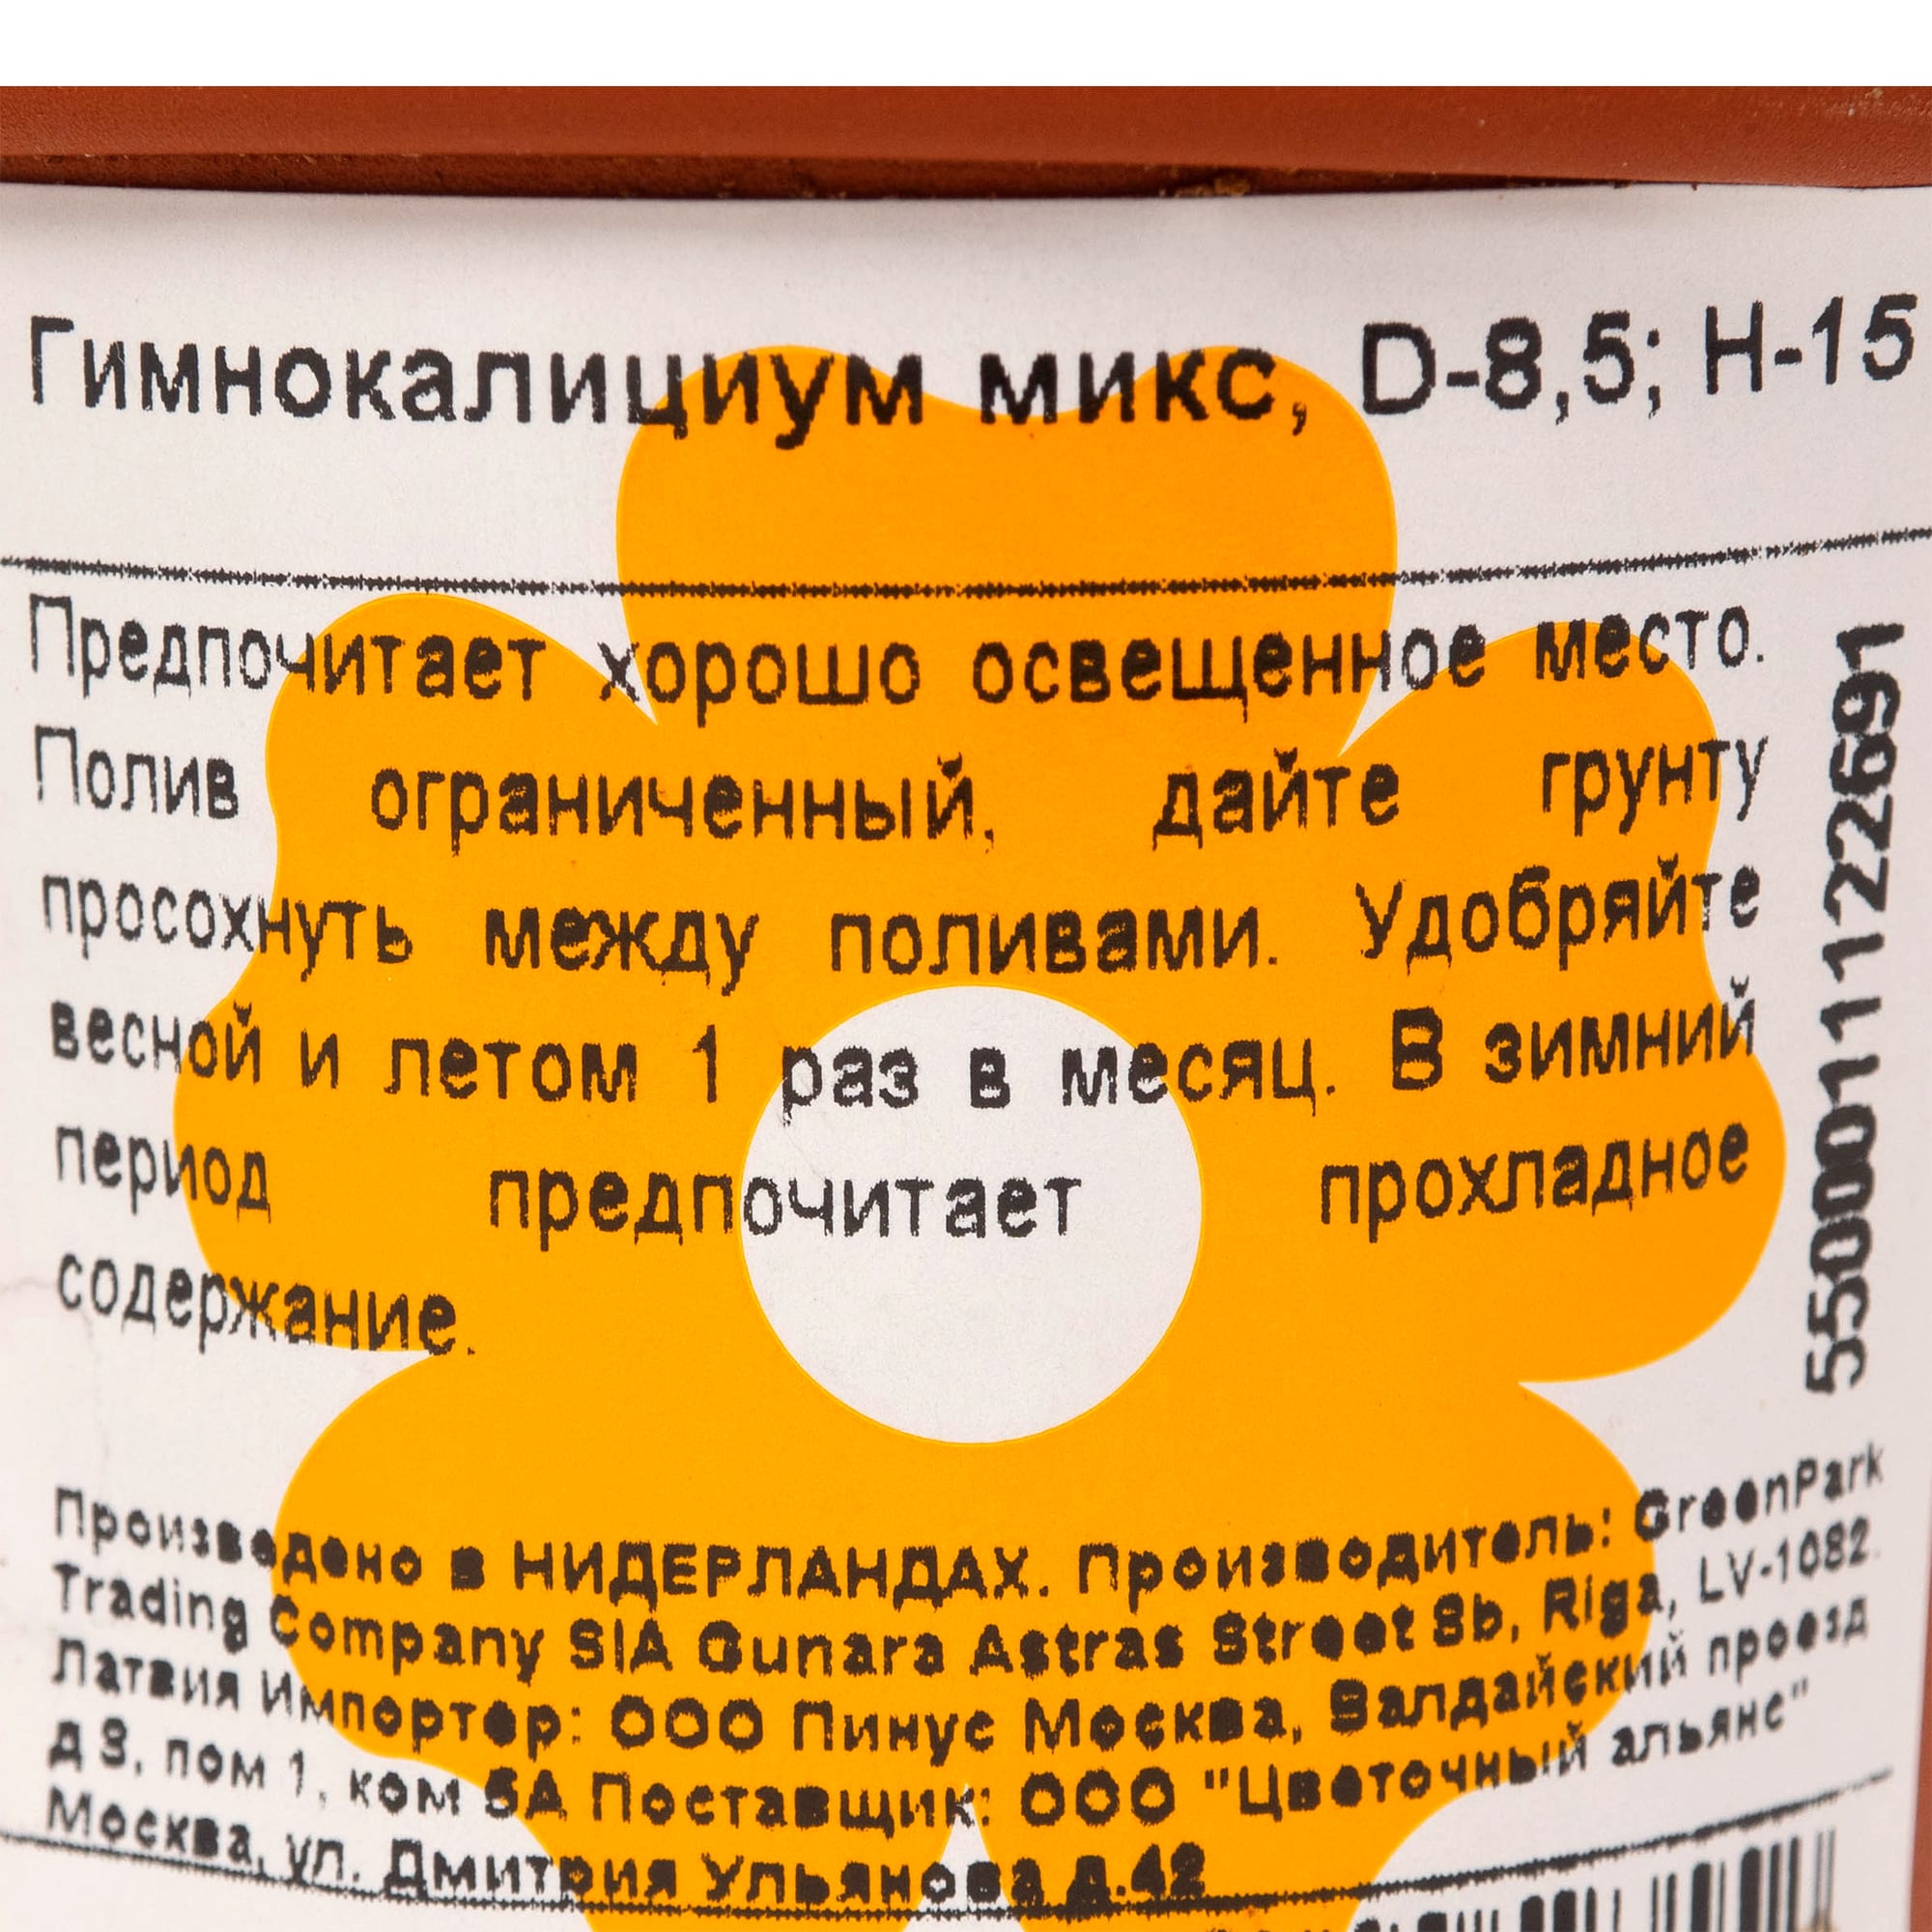 Гимнокалициум микс, D-8,5; H-15
Предпочитает хорошо освещенное место.
Полив ограниченный, дайте грунту
просохнуть между поливами. Удобряйте
весной и летом 1 раз в месяц. В зимний
период предпочитает прохладное
содержание.
5500011122691
Произведено в НИДЕРЛАНДАХ. Производитель: GreenPark
Trading Company SIA Gunara Astras Street 8b, Riga, LV-1082.
Латвия Импортер: ООО Пинус Москва, Валдайский проезд
д 8, пом 1, ком 5А Поставщик: ООО "Цветочный альянс"
Москва, ул. Дмитрия Ульянова д.42